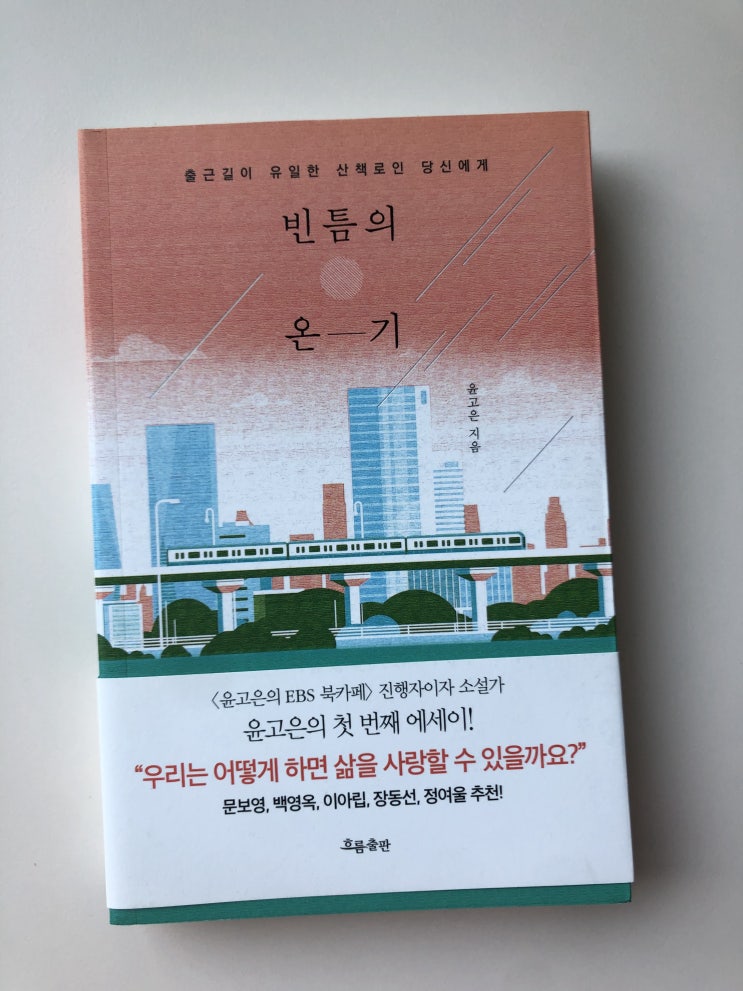 출근길이 유일한 산책로인 당신에게
빈틈의
온—기
윤고은 지음
〈윤고은의 EBS 북카페〉 진행자이자 소설가
윤고은의 첫 번째 에세이!
“우리는 어떻게 하면 삶을 사랑할 수 있을까요?”
문보영, 백영옥, 이아립, 장동선, 정여울 추천!
흐름출판